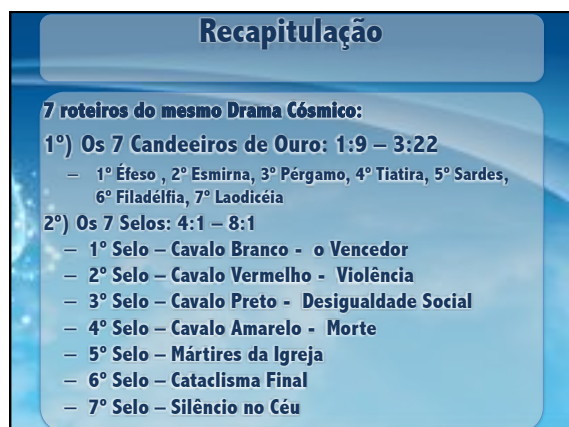 Recapitulação
7 roteiros do mesmo Drama Cósmico:
1º) Os 7 Candeeiros de Ouro: 1:9 – 3:22
– 1º Éfeso , 2º Esmirna, 3º Pérgamo, 4º Tiatira, 5º Sardes,
6º Filadélfia, 7º Laodicéia
2º) Os 7 Selos: 4:1 – 8:1
– 1º Selo – Cavalo Branco - o Vencedor
– 2º Selo – Cavalo Vermelho - Violência
– 3º Selo – Cavalo Preto - Desigualdade Social
– 4º Selo – Cavalo Amarelo - Morte
– 5º Selo – Mártires da Igreja
– 6º Selo – Cataclisma Final
– 7º Selo – Silêncio no Céu